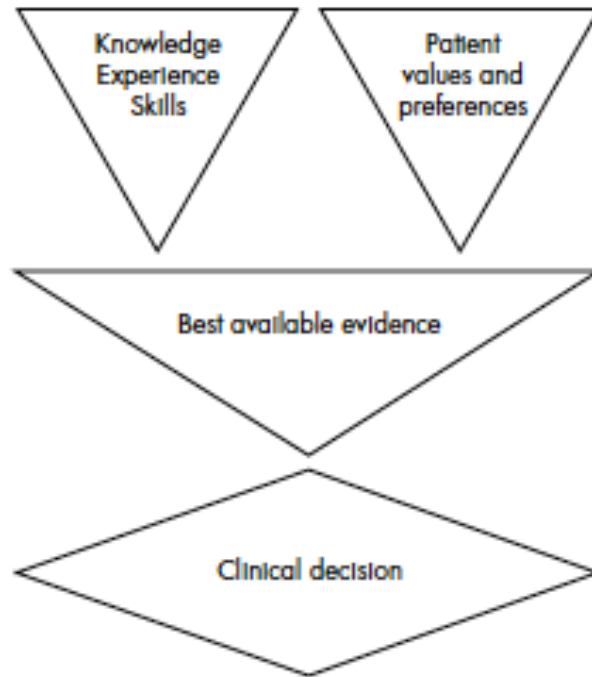 Knowledge
Experience
Skills
Patient
values and
preferences
Best available evidence
Clinical decision